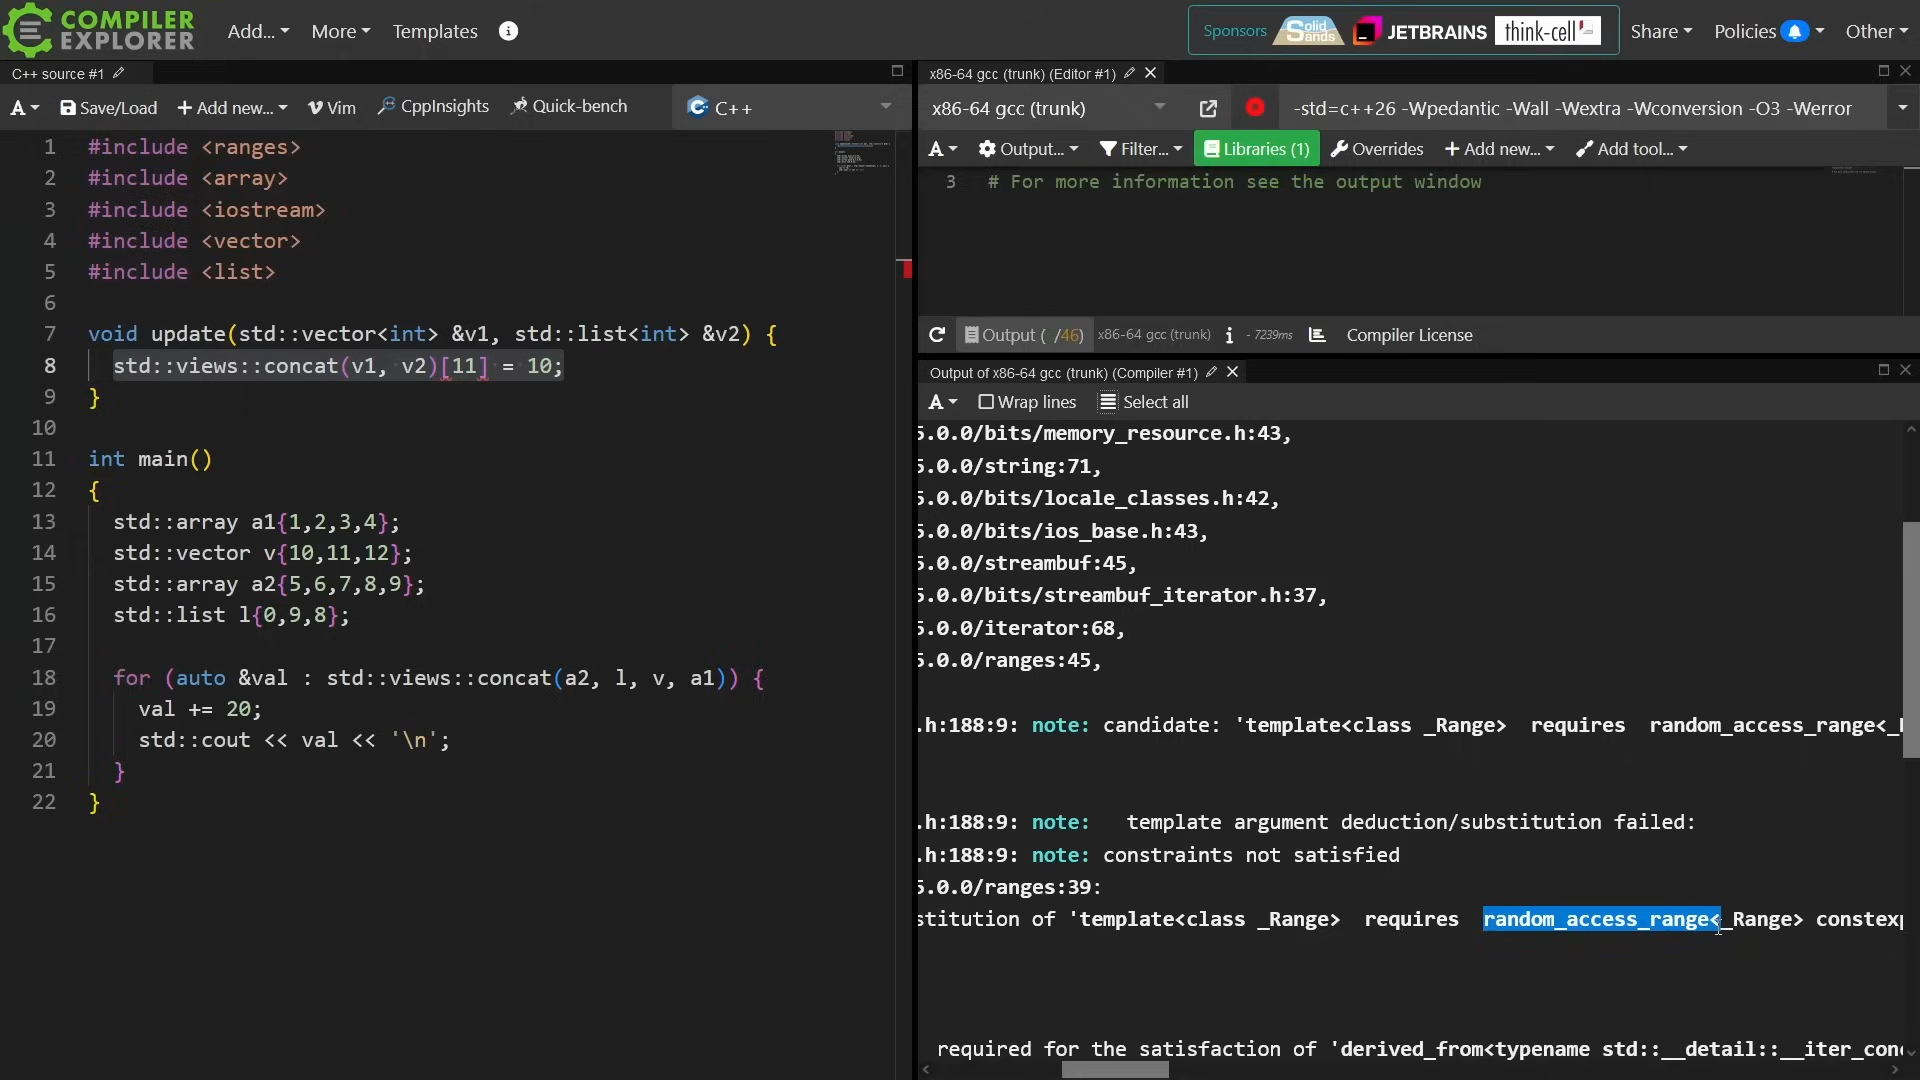 COMPILER EXPLORER Add... More Templates Sponsors Solid Sands JETBRAINS think-cell Share Policies Other
C++ source #1
A Save/Load + Add new... Vim CppInsights Quick-bench C++
1 #include <ranges>
2 #include <array>
3 #include <iostream>
4 #include <vector>
5 #include <list>
6
7 void update(std::vector<int> &v1, std::list<int> &v2) {
8 std::views::concat(v1, v2)[11] = 10;
9 }
10
11 int main()
12 {
13 std::array a1{1,2,3,4};
14 std::vector v{10,11,12};
15 std::array a2{5,6,7,8,9};
16 std::list l{0,9,8};
17
18 for (auto &val : std::views::concat(a2, l, v, a1)) {
19 val += 20;
20 std::cout << val << '\n';
21 }
22 }
x86-64 gcc (trunk) (Editor #1)
x86-64 gcc (trunk) -std=c++26 -Wpedantic -Wall -Wextra -Wconversion -O3 -Werror
A Output... Filter... Libraries (1) Overrides + Add new... Add tool...
3 # For more information see the output window
Output ( /46) x86-64 gcc (trunk) i - 7239ms Compiler License
Output of x86-64 gcc (trunk) (Compiler #1)
A Wrap lines Select all
5.0.0/bits/memory_resource.h:43,
5.0.0/string:71,
5.0.0/bits/locale_classes.h:42,
5.0.0/bits/ios_base.h:43,
5.0.0/streambuf:45,
5.0.0/bits/streambuf_iterator.h:37,
5.0.0/iterator:68,
5.0.0/ranges:45,
.h:188:9: note: candidate: 'template<class _Range> requires random_access_range<_R
.h:188:9: note: template argument deduction/substitution failed:
.h:188:9: note: constraints not satisfied
5.0.0/ranges:39:
stitution of 'template<class _Range> requires random_access_range<_Range> constexp
required for the satisfaction of 'derived_from<typename std::__detail::__iter_conc